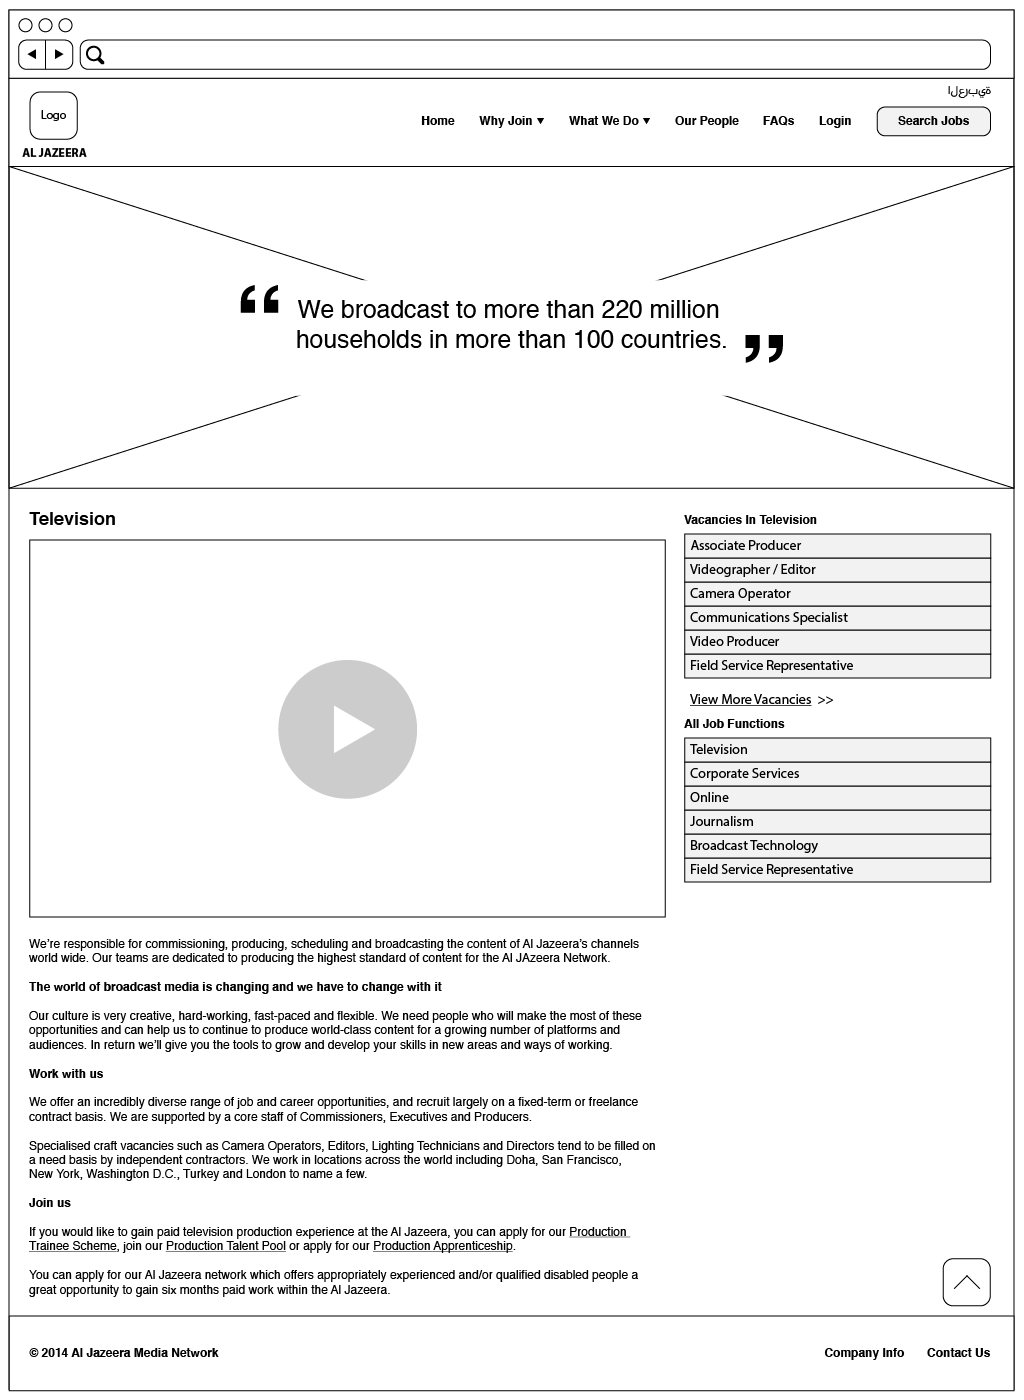 العربية
Logo
AL JAZEERA
Home
Why Join
What We Do
Our People
FAQs
Login
Search Jobs
“ We broadcast to more than 220 million
households in more than 100 countries. ”
Television
We’re responsible for commissioning, producing, scheduling and broadcasting the content of Al Jazeera’s channels
world wide. Our teams are dedicated to producing the highest standard of content for the Al JAzeera Network.
The world of broadcast media is changing and we have to change with it
Our culture is very creative, hard-working, fast-paced and flexible. We need people who will make the most of these
opportunities and can help us to continue to produce world-class content for a growing number of platforms and
audiences. In return we’ll give you the tools to grow and develop your skills in new areas and ways of working.
Work with us
We offer an incredibly diverse range of job and career opportunities, and recruit largely on a fixed-term or freelance
contract basis. We are supported by a core staff of Commissioners, Executives and Producers.
Specialised craft vacancies such as Camera Operators, Editors, Lighting Technicians and Directors tend to be filled on
a need basis by independent contractors. We work in locations across the world including Doha, San Francisco,
New York, Washington D.C., Turkey and London to name a few.
Join us
If you would like to gain paid television production experience at the Al Jazeera, you can apply for our Production
Trainee Scheme, join our Production Talent Pool or apply for our Production Apprenticeship.
You can apply for our Al Jazeera network which offers appropriately experienced and/or qualified disabled people a
great opportunity to gain six months paid work within the Al Jazeera.
Vacancies In Television
Associate Producer
Videographer / Editor
Camera Operator
Communications Specialist
Video Producer
Field Service Representative
View More Vacancies >>
All Job Functions
Television
Corporate Services
Online
Journalism
Broadcast Technology
Field Service Representative
© 2014 Al Jazeera Media Network
Company Info
Contact Us